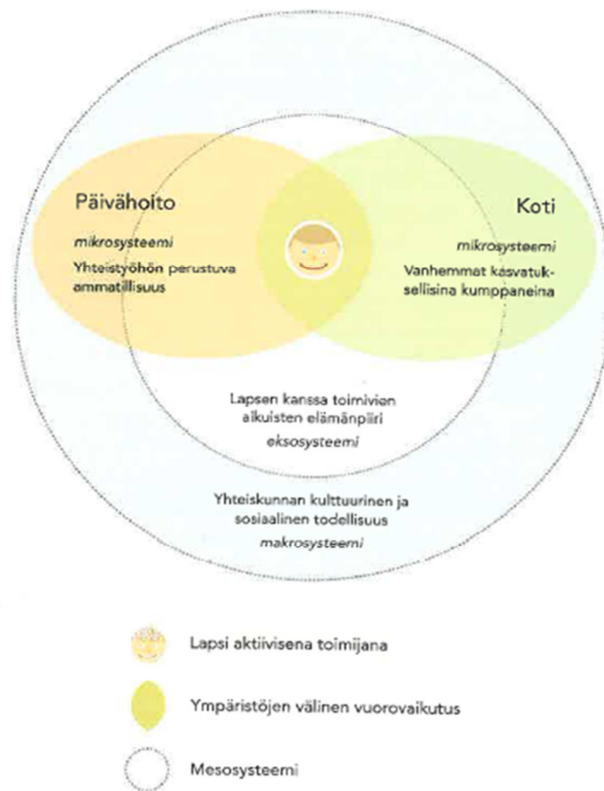 Päivähoito
mikrosysteemi
Yhteistyöhön perustuva
ammatillisuus
Koti
mikrosysteemi
Vanhemmat kasvatuk-
sellisina kumppaneina
Lapsen kanssa toimivien
aikuisten elämänpiiri
eksosysteemi
Yhteiskunnan kulttuurinen ja
sosiaalinen todellisuus
makrosysteemi
Lapsi aktiivisena toimijana
Ympäristöjen välinen vuorovaikutus
Mesosysteemi